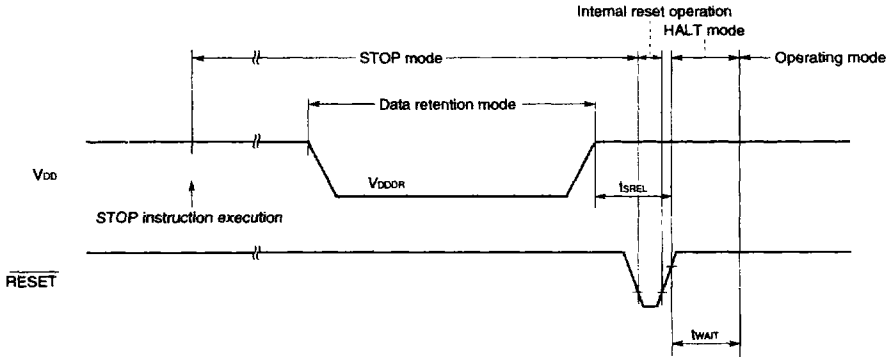 Internal reset operation
HALT mode
STOP mode
Operating mode
Data retention mode
VDD
VDDDR
tSREL
STOP instruction execution
RESET
tWAIT